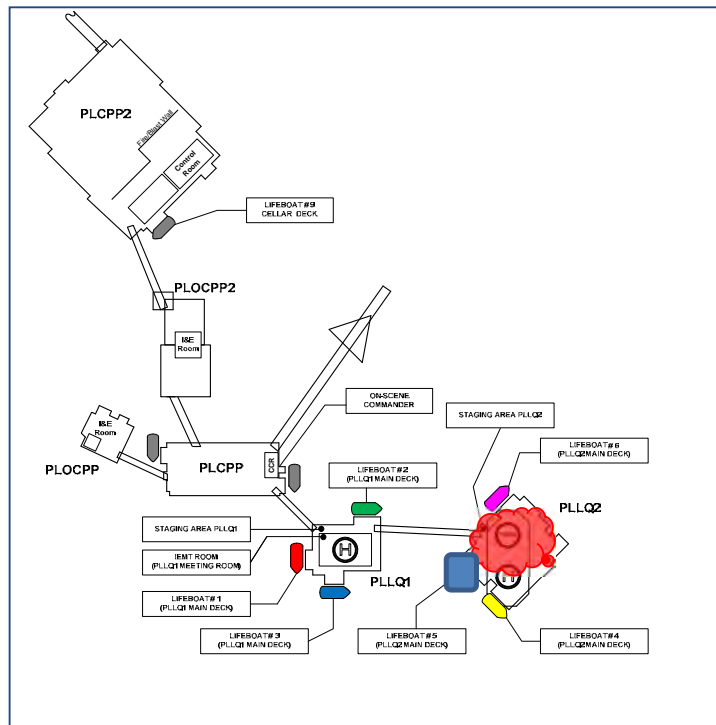 PLCPP2
Fire/Blast Wall
Control
Room
LIFEBOAT # 9
CELLAR DECK
PLOCPP2
I&E
Room
ON-SCENE
COMMANDER
STAGING AREA PLLQ2
I&E
Room
PLOCPP
PLCPP
CCR
LIFEBOAT # 6
(PLLQ2 MAIN DECK)
LIFEBOAT # 2
(PLLQ1 MAIN DECK)
PLLQ2
STAGING AREA PLLQ1
IEMT ROOM
(PLLQ1 MEETING ROOM)
H
H
PLLQ1
LIFEBOAT # 1
(PLLQ1 MAIN DECK)
LIFEBOAT # 3
(PLLQ1 MAIN DECK)
LIFEBOAT # 5
(PLLQ2 MAIN DECK)
LIFEBOAT # 4
(PLLQ2 MAIN DECK)